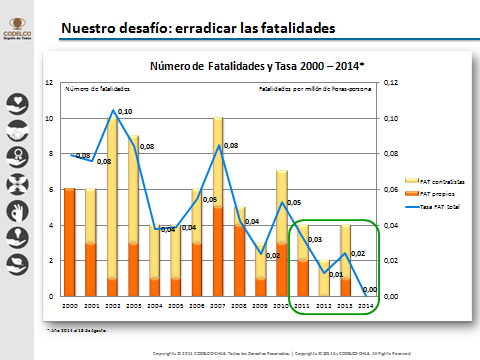 CODELCO
Orgullo de Todos
Nuestro desafío: erradicar las fatalidades
Número de Fatalidades y Tasa 2000 – 2014*
Número de fatalidades
Fatalidades por millón de horas-persona
12
10
8
6
4
2
0
0,12
0,10
0,08
0,06
0,04
0,02
0,00
0,08
0,08
0,10
0,08
0,04
0,04
0,05
0,08
0,04
0,02
0,05
0,03
0,01
0,02
0,00
2000 2001 2002 2003 2004 2005 2006 2007 2008 2009 2010 2011 2012 2013 2014
FAT contratistas
FAT propios
Tasa FAT total